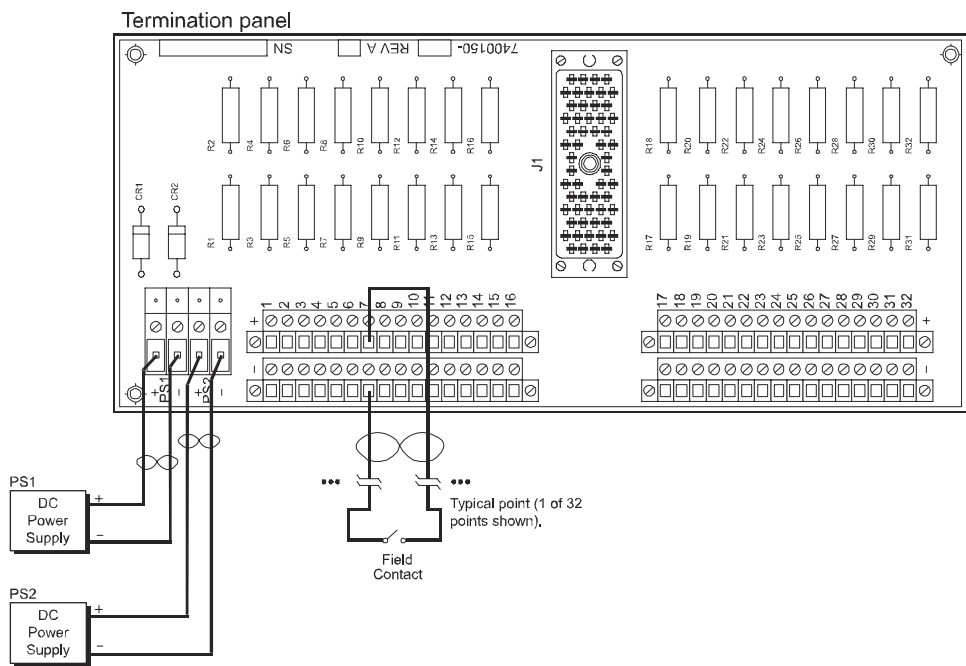 Termination panel
SN
REV A
7400150-
R2
R4
R6
R8
R10
R12
R14
R16
J1
R18
R20
R22
R24
R26
R28
R30
R32
CR1
CR2
R1
R3
R5
R7
R9
R11
R13
R15
R17
R19
R21
R23
R25
R27
R29
R31
+ 1 2 3 4 5 6 7 8 9 10 11 12 13 14 15 16
17 18 19 20 21 22 23 24 25 26 27 28 29 30 31 32 +
-
-
+ PS1 - + PS2 -
PS1
DC
Power
Supply
+
-
••• •••
Typical point (1 of 32
points shown).
Field
Contact
PS2
DC
Power
Supply
+
-